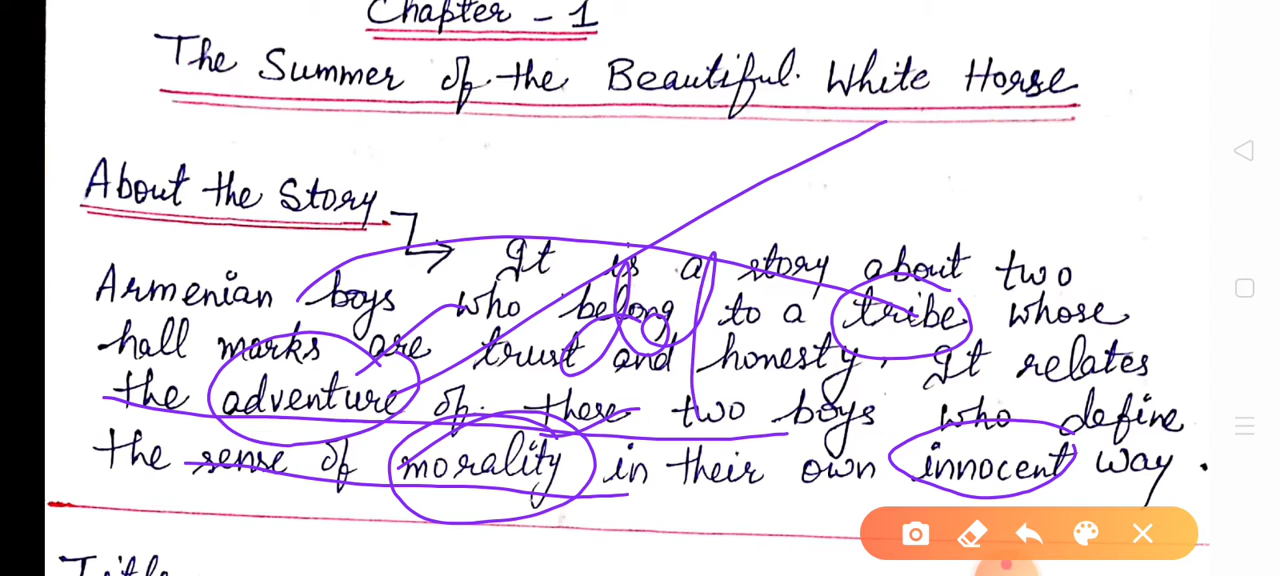 Chapter - 1
The Summer of the Beautiful White Horse
About the Story
It is a story about two
Armenian boys who belong to a tribe whose
hall marks are trust and honesty. It relates
the adventure of these two boys who define
the sense of morality in their own innocent way.
Title